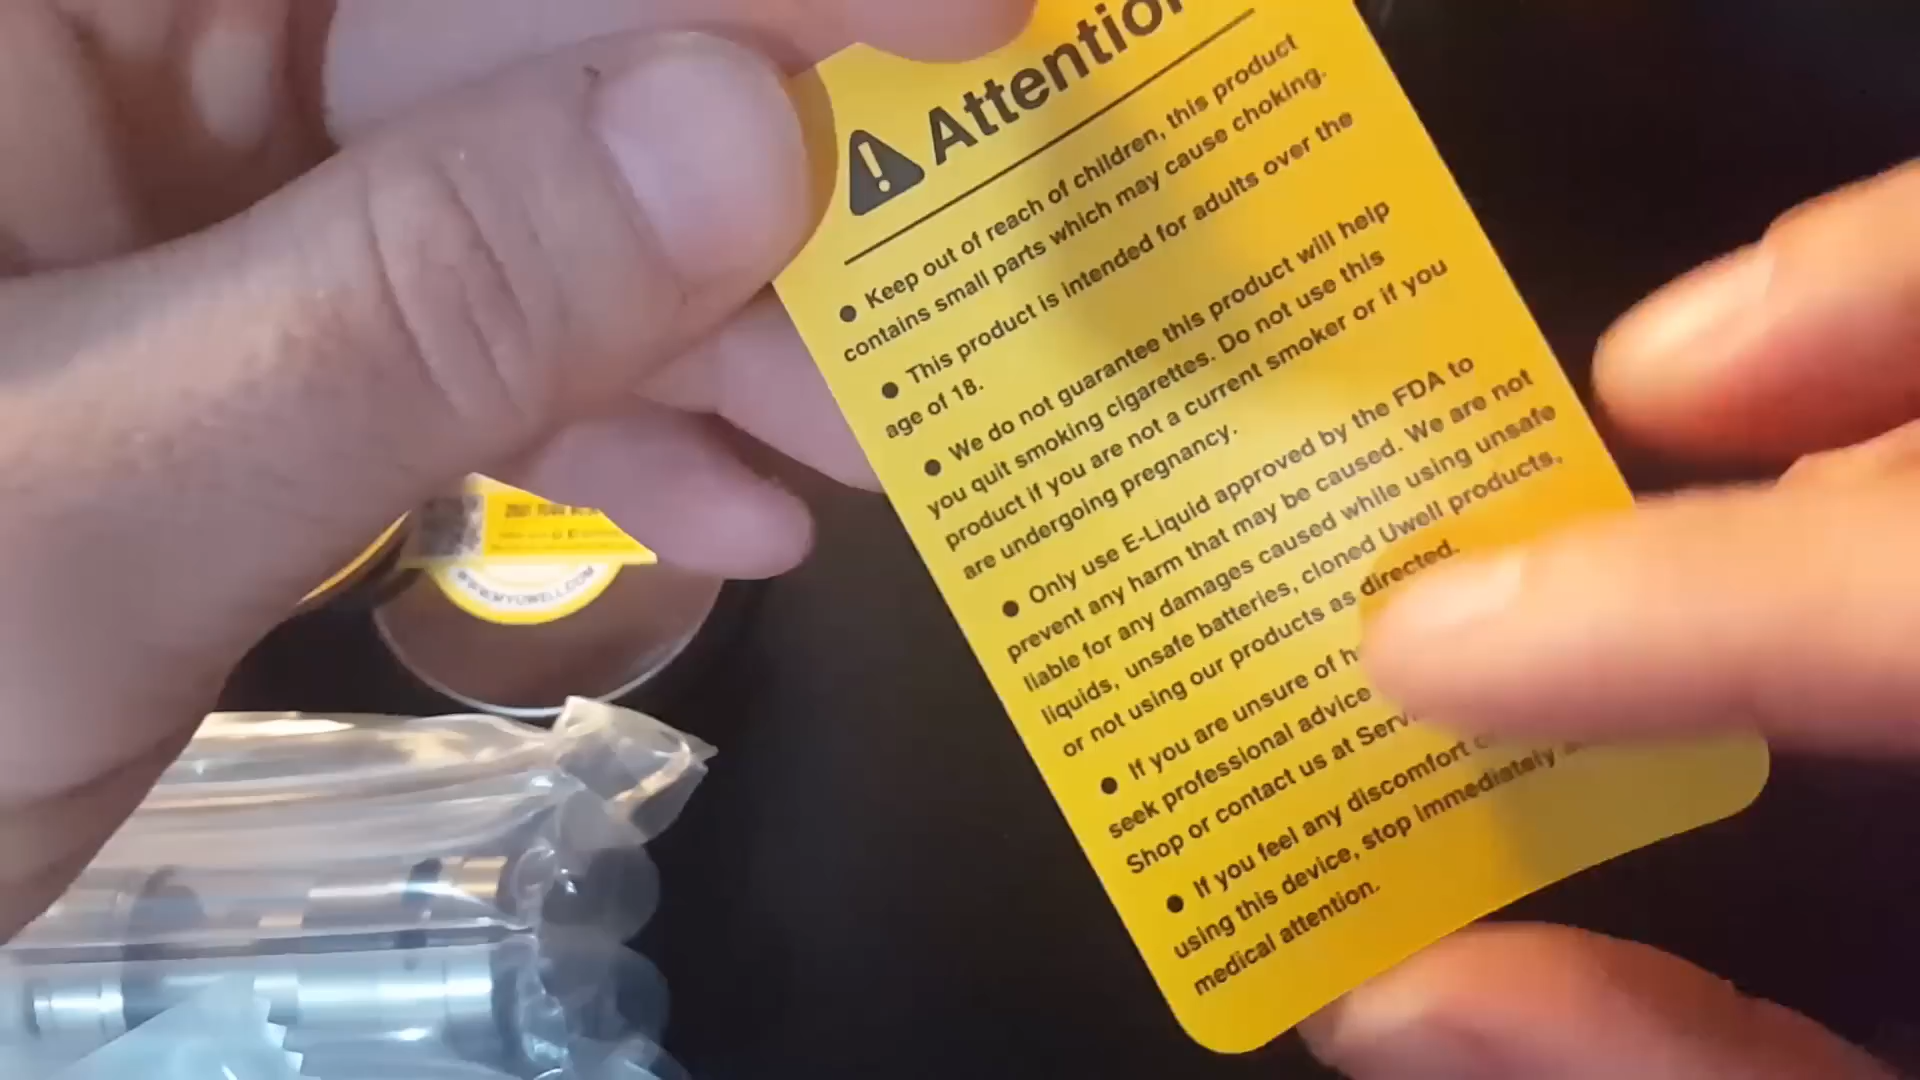 Attention
● Keep out of reach of children, this product
contains small parts which may cause choking.
● This product is intended for adults over the
age of 18.
● We do not guarantee this product will help
you quit smoking cigarettes. Do not use this
product if you are not a current smoker or if you
are undergoing pregnancy.
● Only use E-Liquid approved by the FDA to
prevent any harm that may be caused. We are not
liable for any damages caused while using unsafe
liquids, unsafe batteries, cloned Uwell products,
or not using our products as directed.
● If you are unsure of
seek professional advice
Shop or contact us at
● If you feel any discomfort
using this device, stop immediately
medical attention.
WWW.MYUWELL.COM